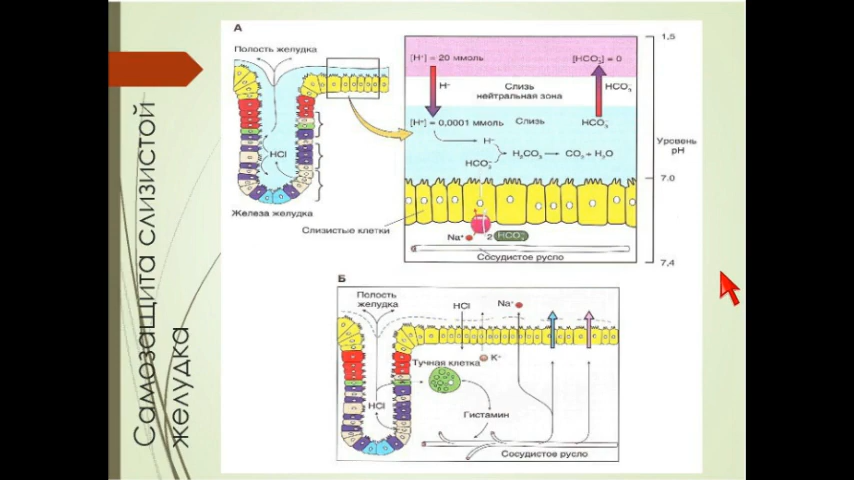 Самозащита слизистой
желудка
А
Полость желудка
HCl
Железа желудка
Слизистые клетки
[H⁺] = 20 ммоль
[HCO₃⁻] = 0
H⁻
Слизь
нейтральная зона
HCO₃⁻
[H⁺] = 0,0001 ммоль
Слизь
HCO₃⁻
H⁻
HCO₃⁻
H₂CO₃ → CO₂ + H₂O
Na⁺
2 HCO₃⁻
Сосудистое русло
1,5
Уровень
pH
7.0
7,4
Б
Полость
желудка
HCl
Na⁺
K⁺
Тучная клетка
HCl
Гистамин
Сосудистое русло